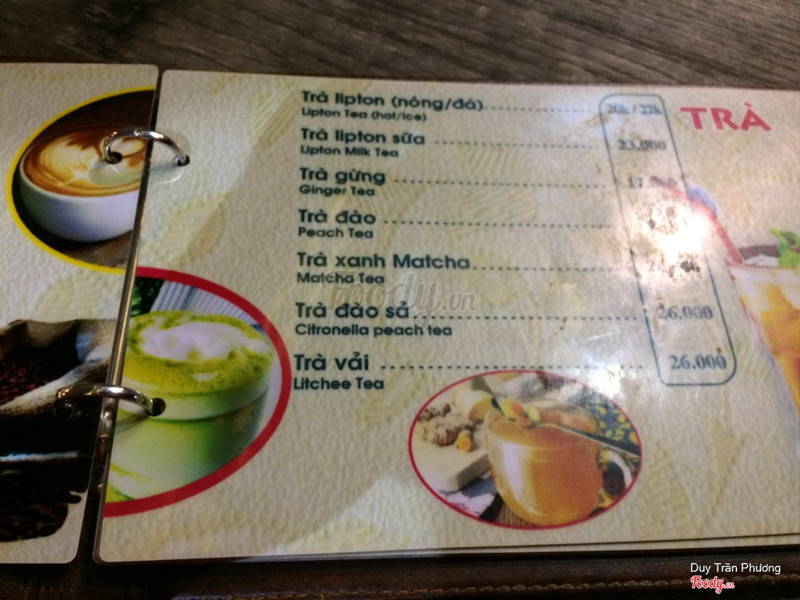 TRÀ
Trà lipton (nóng/đá) 20k / 22k
Lipton Tea (hot/ice)
Trà lipton sữa 23.000
Lipton Milk Tea
Trà gừng
Ginger Tea
Trà đào
Peach Tea
Trà xanh Matcha
Matcha Tea
Trà đào sả 26.000
Citronella peach tea
Trà vải 26.000
Litchee Tea
Foody.vn
Duy Trần Phương
Foody.vn